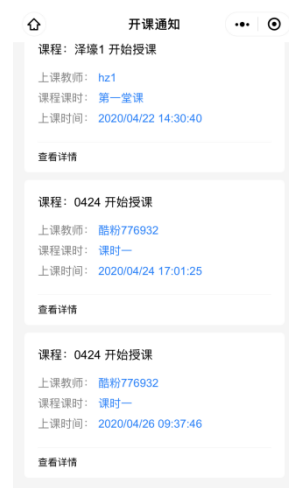 开课通知
课程：泽壕1 开始授课
上课教师： hz1
课程课时： 第一堂课
上课时间： 2020/04/22 14:30:40
查看详情
课程：0424 开始授课
上课教师： 酷粉776932
课程课时： 课时一
上课时间： 2020/04/24 17:01:25
查看详情
课程：0424 开始授课
上课教师： 酷粉776932
课程课时： 课时一
上课时间： 2020/04/26 09:37:46
查看详情